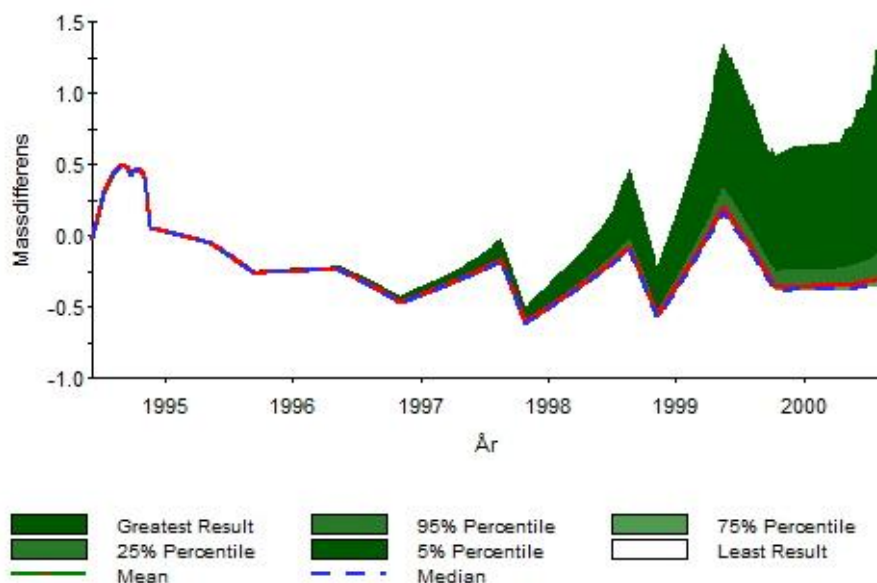 1.5
1.0
0.5
0.0
-0.5
-1.0
Massdifferens
1995 1996 1997 1998 1999 2000
År
Greatest Result 95% Percentile 75% Percentile
25% Percentile 5% Percentile Least Result
Mean Median